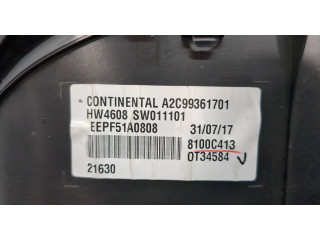 CONTINENTAL A2C99361701
HW4608 SW011101
EEPF51A0808 31/07/17
8100C413
OT34584 V
21630